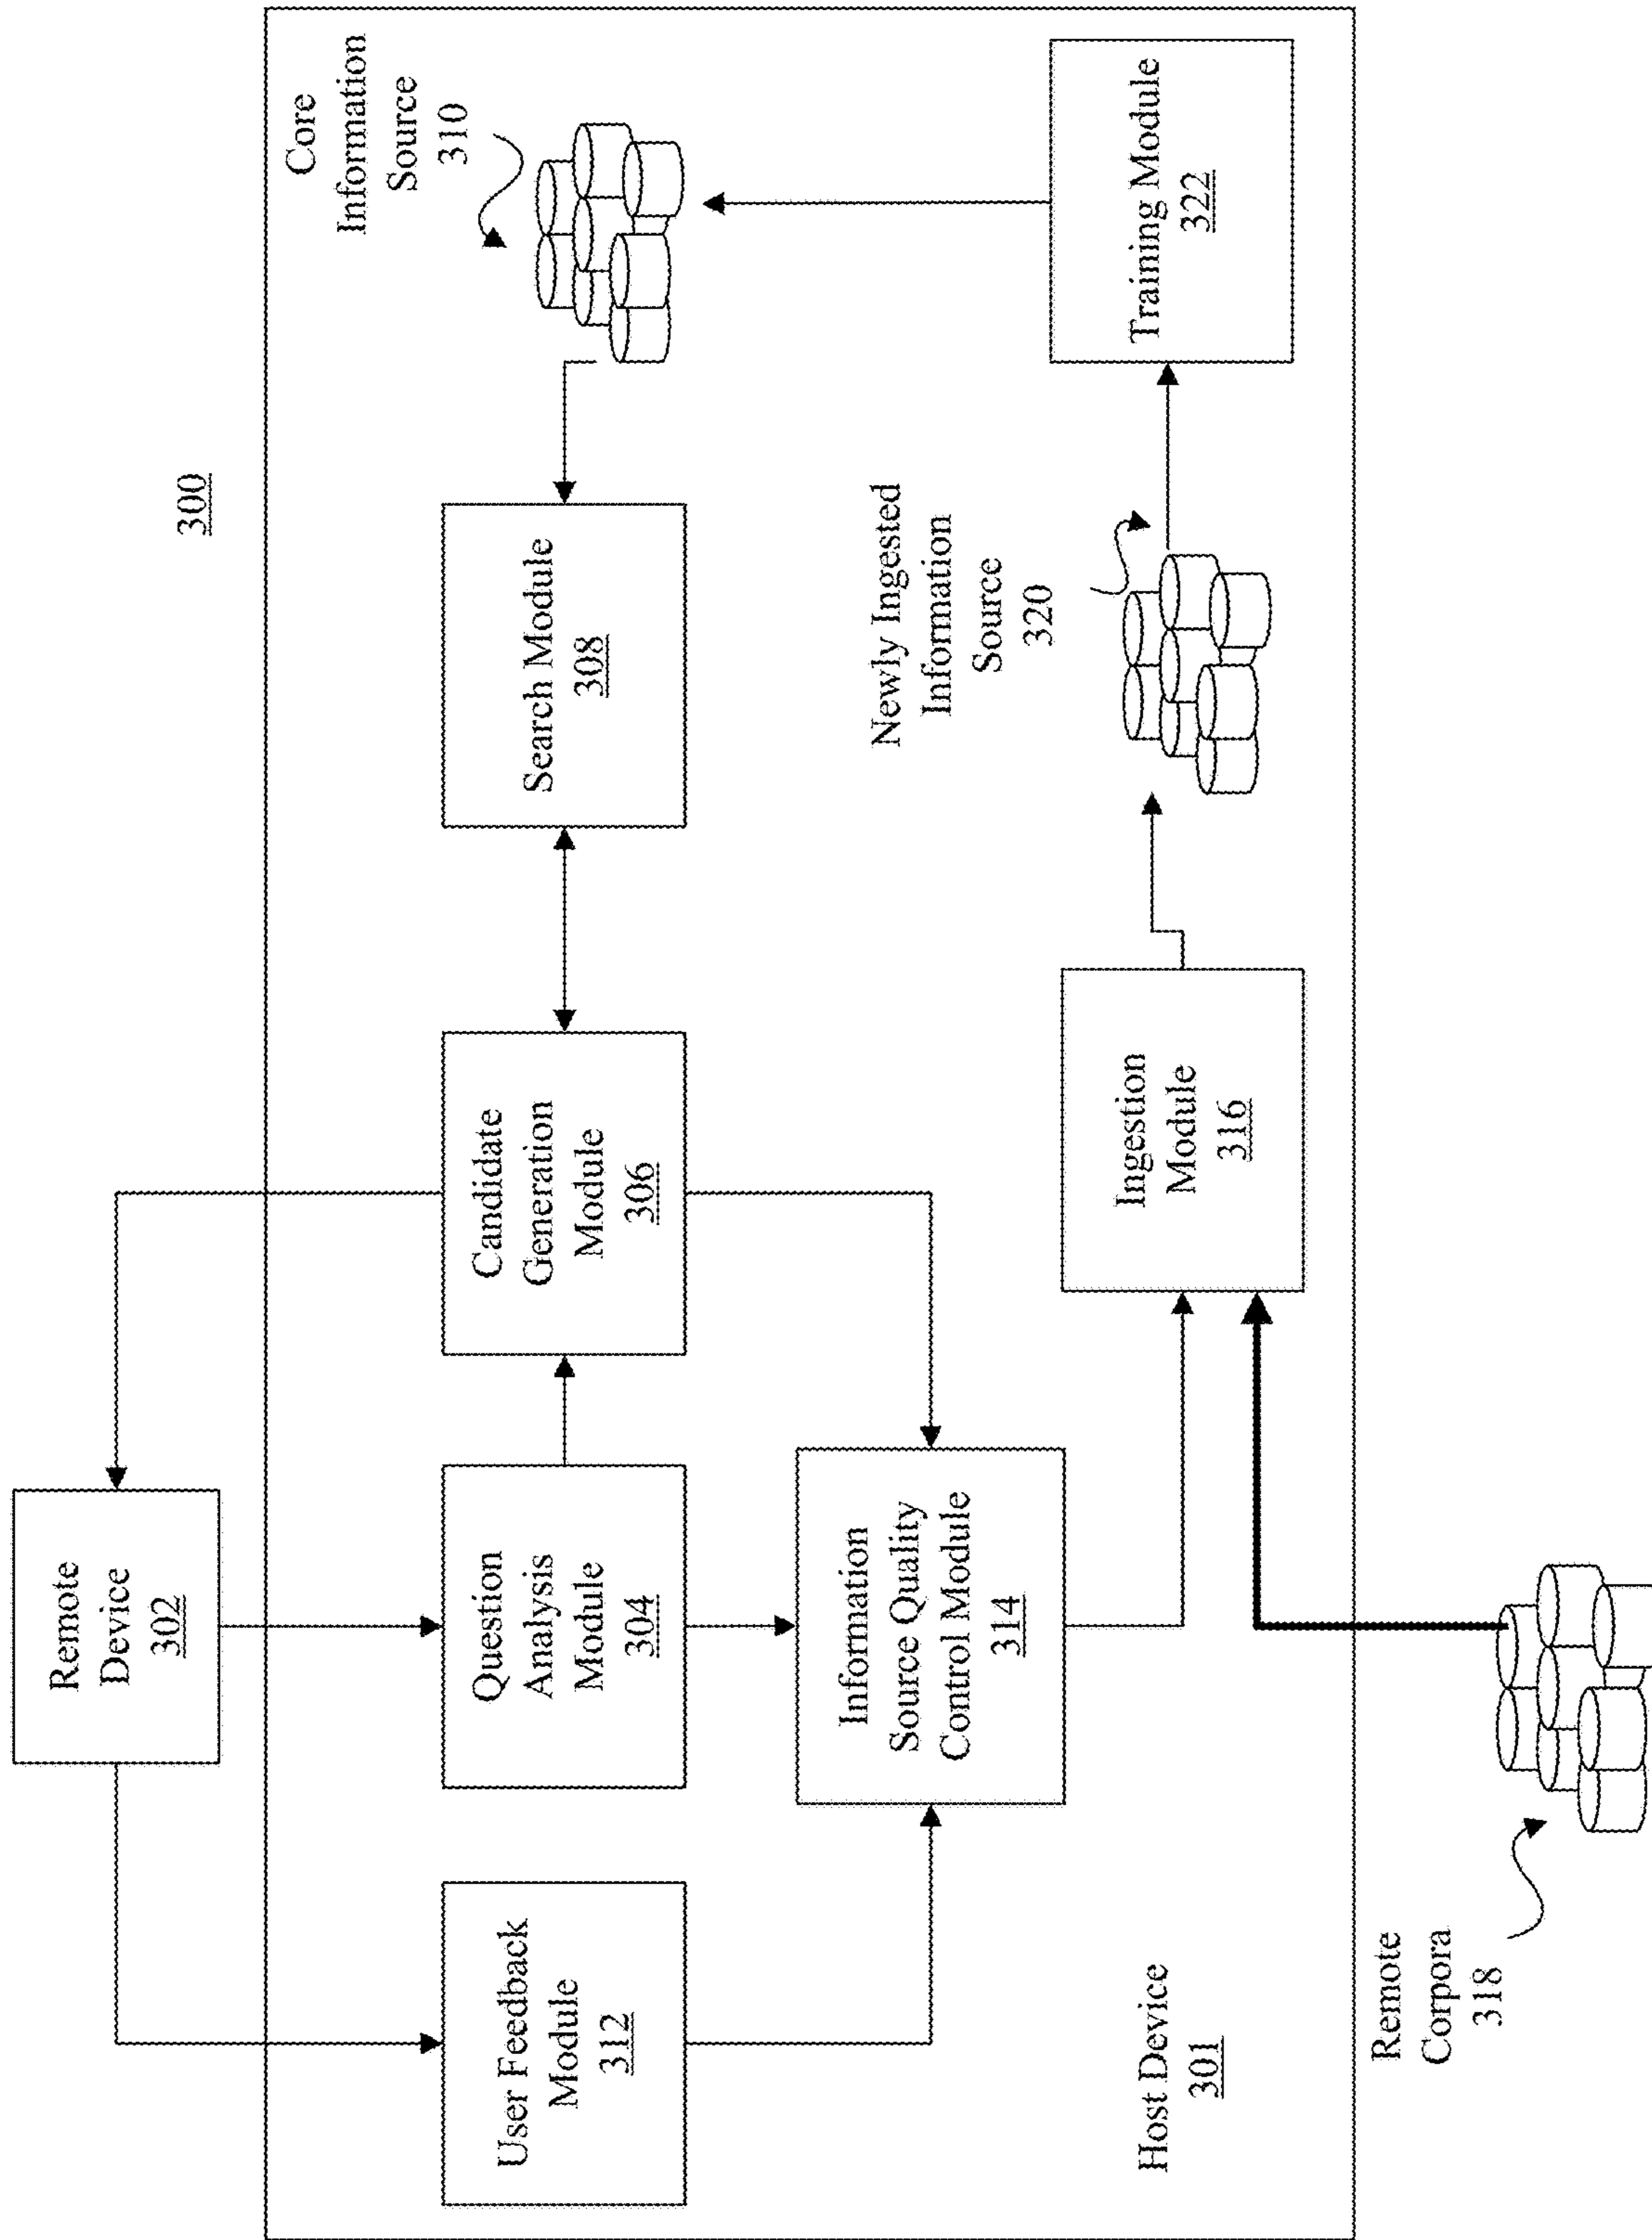 300
Remote
Device
302
User Feedback
Module
312
Question
Analysis
Module
304
Candidate
Generation
Module
306
Search Module
308
Core
Information
Source
310
Information
Source Quality
Control Module
314
Newly Ingested
Information
Source
320
Host Device
301
Ingestion
Module
316
Training Module
322
Remote
Corpora
318